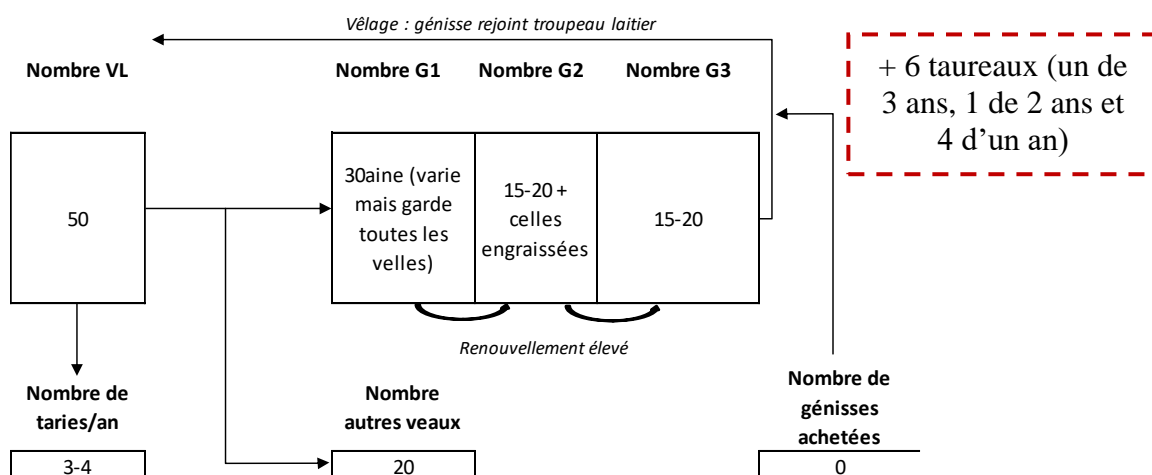 Vêlage : génisse rejoint troupeau laitier
Nombre VL
Nombre G1
Nombre G2
Nombre G3
+ 6 taureaux (un de
3 ans, 1 de 2 ans et
4 d'un an)
50
30aine (varie
mais garde
toutes les
velles)
15-20 +
celles
engraissées
15-20
Renouvellement élevé
Nombre de
taries/an
3-4
Nombre
autres veaux
20
Nombre de
génisses
achetées
0